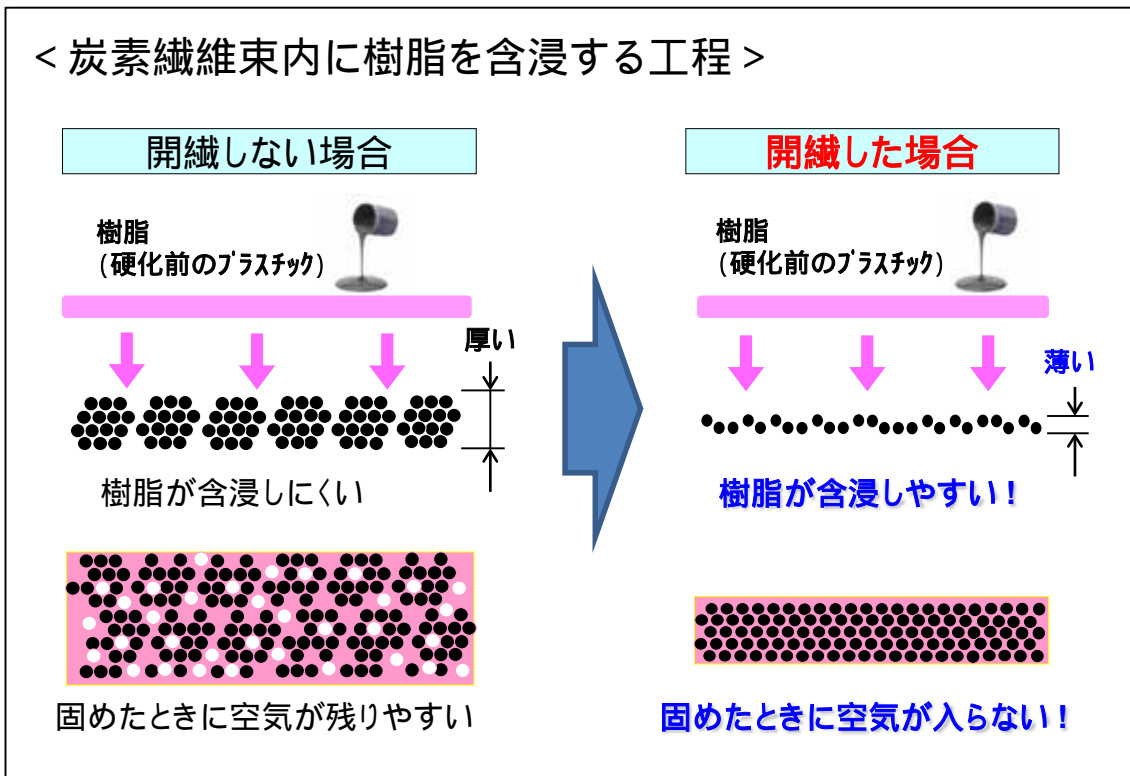 <炭素繊維束内に樹脂を含浸する工程>
開繊しない場合
樹脂
(硬化前のﾌﾟﾗｽﾁｯｸ)
厚い
樹脂が含浸しにくい
固めたときに空気が残りやすい
開繊した場合
樹脂
(硬化前のﾌﾟﾗｽﾁｯｸ)
薄い
樹脂が含浸しやすい!
固めたときに空気が入らない!